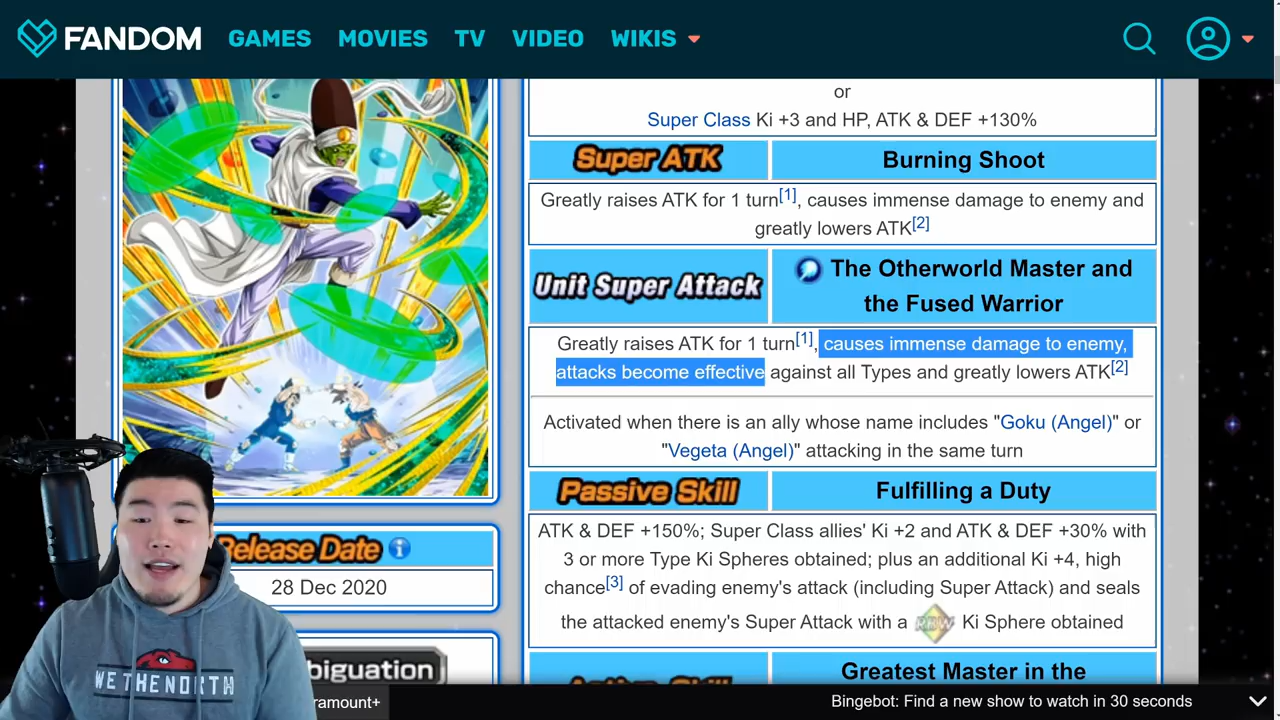 FANDOM GAMES MOVIES TV VIDEO WIKIS
or
Super Class Ki +3 and HP, ATK & DEF +130%
Super ATK Burning Shoot
Greatly raises ATK for 1 turn[1], causes immense damage to enemy and
greatly lowers ATK[2]
Unit Super Attack
The Otherworld Master and
the Fused Warrior
Greatly raises ATK for 1 turn[1], causes immense damage to enemy,
attacks become effective against all Types and greatly lowers ATK[2]
Activated when there is an ally whose name includes "Goku (Angel)" or
"Vegeta (Angel)" attacking in the same turn
Passive Skill Fulfilling a Duty
ATK & DEF +150%; Super Class allies' Ki +2 and ATK & DEF +30% with
3 or more Type Ki Spheres obtained; plus an additional Ki +4, high
chance[3] of evading enemy's attack (including Super Attack) and seals
the attacked enemy's Super Attack with a RBW Ki Sphere obtained
Greatest Master in the
Release Date
28 Dec 2020
biguation
ramount+
Bingebot: Find a new show to watch in 30 seconds
WE THE NORTH